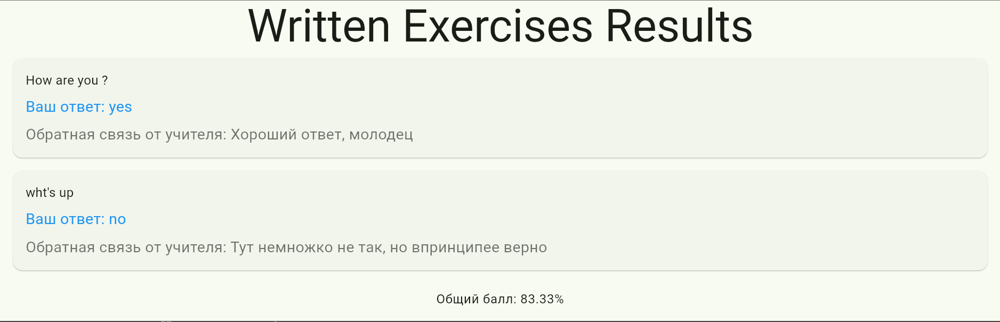 Written Exercises Results
How are you ?
Ваш ответ: yes
Обратная связь от учителя: Хороший ответ, молодец
wht's up
Ваш ответ: no
Обратная связь от учителя: Тут немножко не так, но впринципее верно
Общий балл: 83.33%